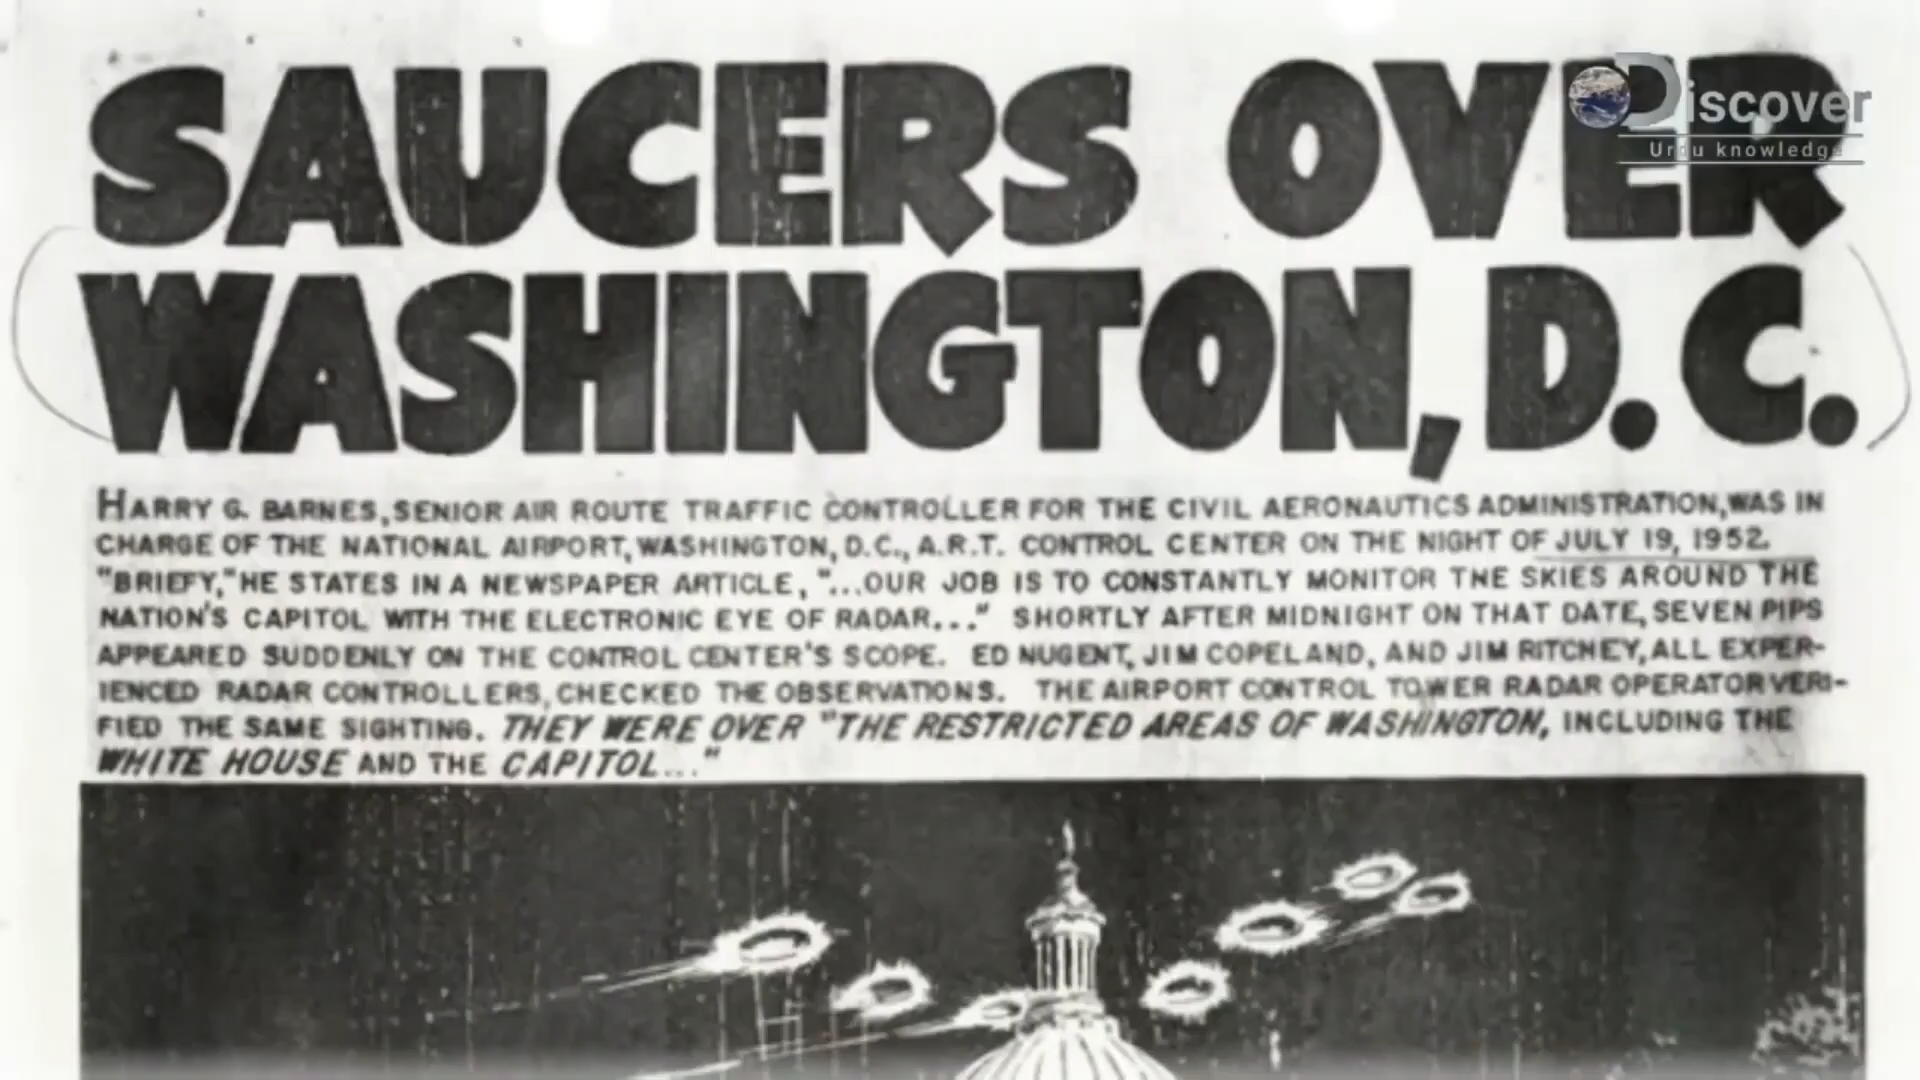 SAUCERS OVER
WASHINGTON, D.C.
Discover
Urdu knowledge
HARRY G. BARNES, SENIOR AIR ROUTE TRAFFIC CONTROLLER FOR THE CIVIL AERONAUTICS ADMINISTRATION, WAS IN
CHARGE OF THE NATIONAL AIRPORT, WASHINGTON, D.C., A.R.T. CONTROL CENTER ON THE NIGHT OF JULY 19, 1952.
"BRIEFY," HE STATES IN A NEWSPAPER ARTICLE, "...OUR JOB IS TO CONSTANTLY MONITOR THE SKIES AROUND THE
NATION'S CAPITOL WITH THE ELECTRONIC EYE OF RADAR..." SHORTLY AFTER MIDNIGHT ON THAT DATE, SEVEN PIPS
APPEARED SUDDENLY ON THE CONTROL CENTER'S SCOPE. ED NUGENT, JIM COPELAND, AND JIM RITCHEY, ALL EXPER-
IENCED RADAR CONTROLLERS, CHECKED THE OBSERVATIONS. THE AIRPORT CONTROL TOWER RADAR OPERATOR VERI-
FIED THE SAME SIGHTING. THEY WERE OVER "THE RESTRICTED AREAS OF WASHINGTON, INCLUDING THE
WHITE HOUSE AND THE CAPITOL..."